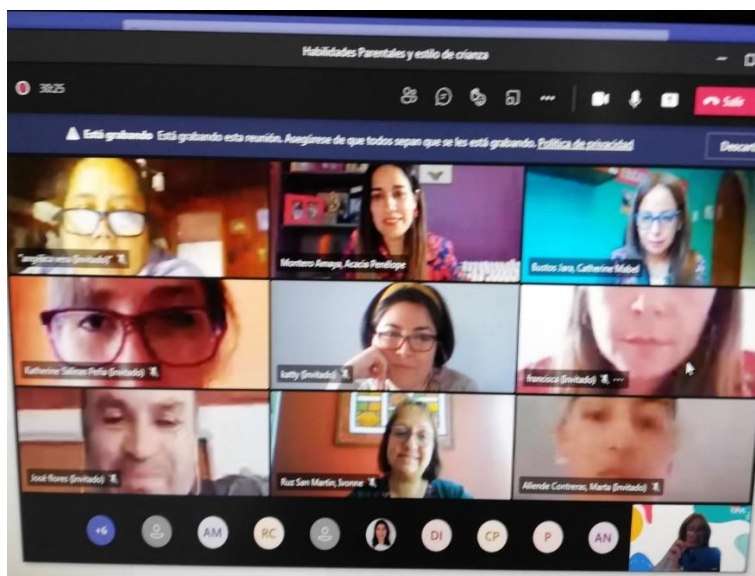 Habilidades Parentales y estilo de crianza
30:25
Salir
Está grabando Está grabando esta reunión. Asegúrese de que todos sepan que se les está grabando. Política de privacidad
Descart
"angélica vera (Invitado)"
Montero Amaya, Acacia Penélope
Bustos Jara, Catherine Mabel
Katherine Salinas Peña (Invitado)
katty (Invitado)
francisca (Invitado)
José flores (Invitado)
Ruz San Martin, Ivonne
Allende Contreras, Marta (Invitado)
+6
AM
RC
DI
CP
P
AN